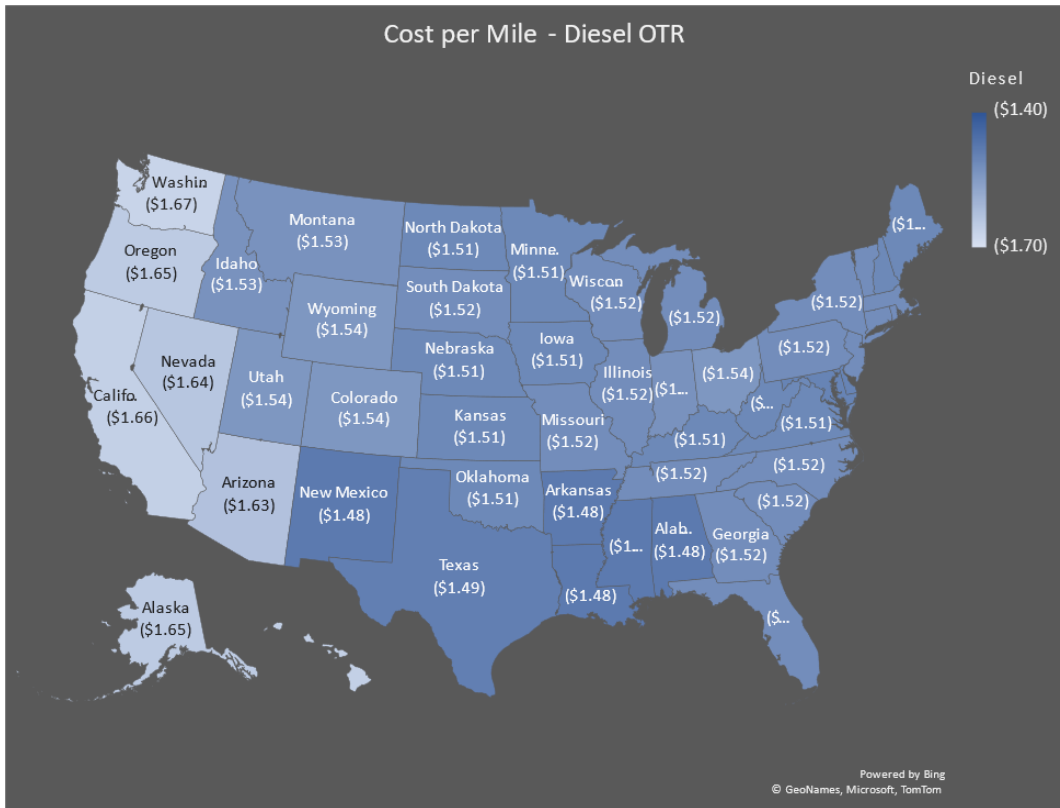 Cost per Mile - Diesel OTR
Diesel
($1.40)
($1.70)
Washin...
($1.67)
Oregon
($1.65)
Califo...
($1.66)
Nevada
($1.64)
Idaho
($1.53)
Montana
($1.53)
Wyoming
($1.54)
Utah
($1.54)
Colorado
($1.54)
Arizona
($1.63)
New Mexico
($1.48)
North Dakota
($1.51)
South Dakota
($1.52)
Nebraska
($1.51)
Kansas
($1.51)
Oklahoma
($1.51)
Texas
($1.49)
Minne...
($1.51)
Iowa
($1.51)
Missouri
($1.52)
Arkansas
($1.48)
($1.48)
Wiscon...
($1.52)
Illinois
($1.52)
($1.52)
($1...
($1.54)
($1.51)
($1.52)
($1...
Alab...
($1.48)
Georgia
($1.52)
($...
($1.52)
($1.52)
($1.51)
($...
($1.52)
($1.52)
($1...
Alaska
($1.65)
Powered by Bing
© GeoNames, Microsoft, TomTom